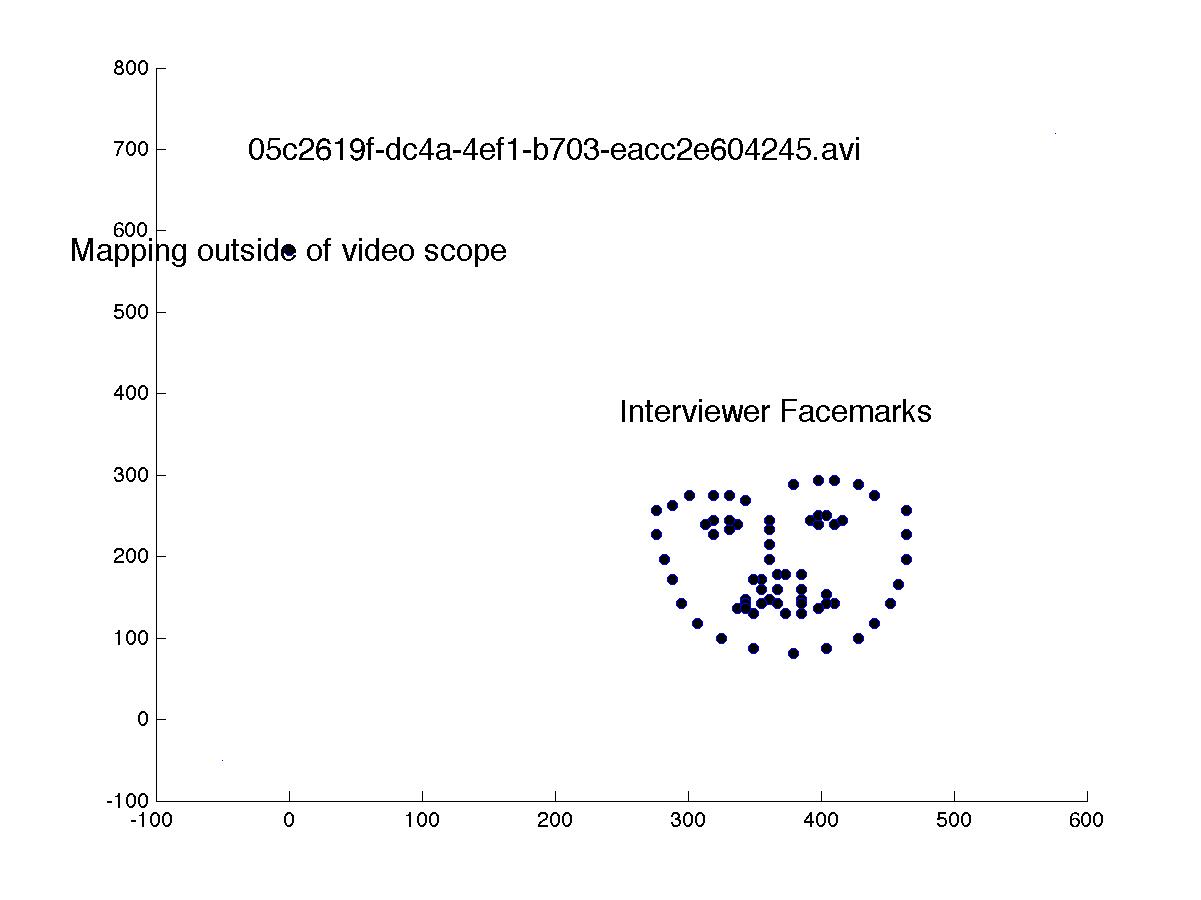 800
700
05c2619f-dc4a-4ef1-b703-eacc2e604245.avi
600
Mapping outside of video scope
500
400
Interviewer Facemarks
300
200
100
0
-100
-100 0 100 200 300 400 500 600